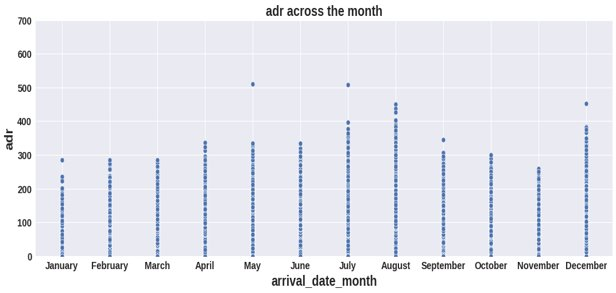 adr across the month
700
600
500
400
300
200
100
0
adr
January February March April May June July August September October November December
arrival_date_month